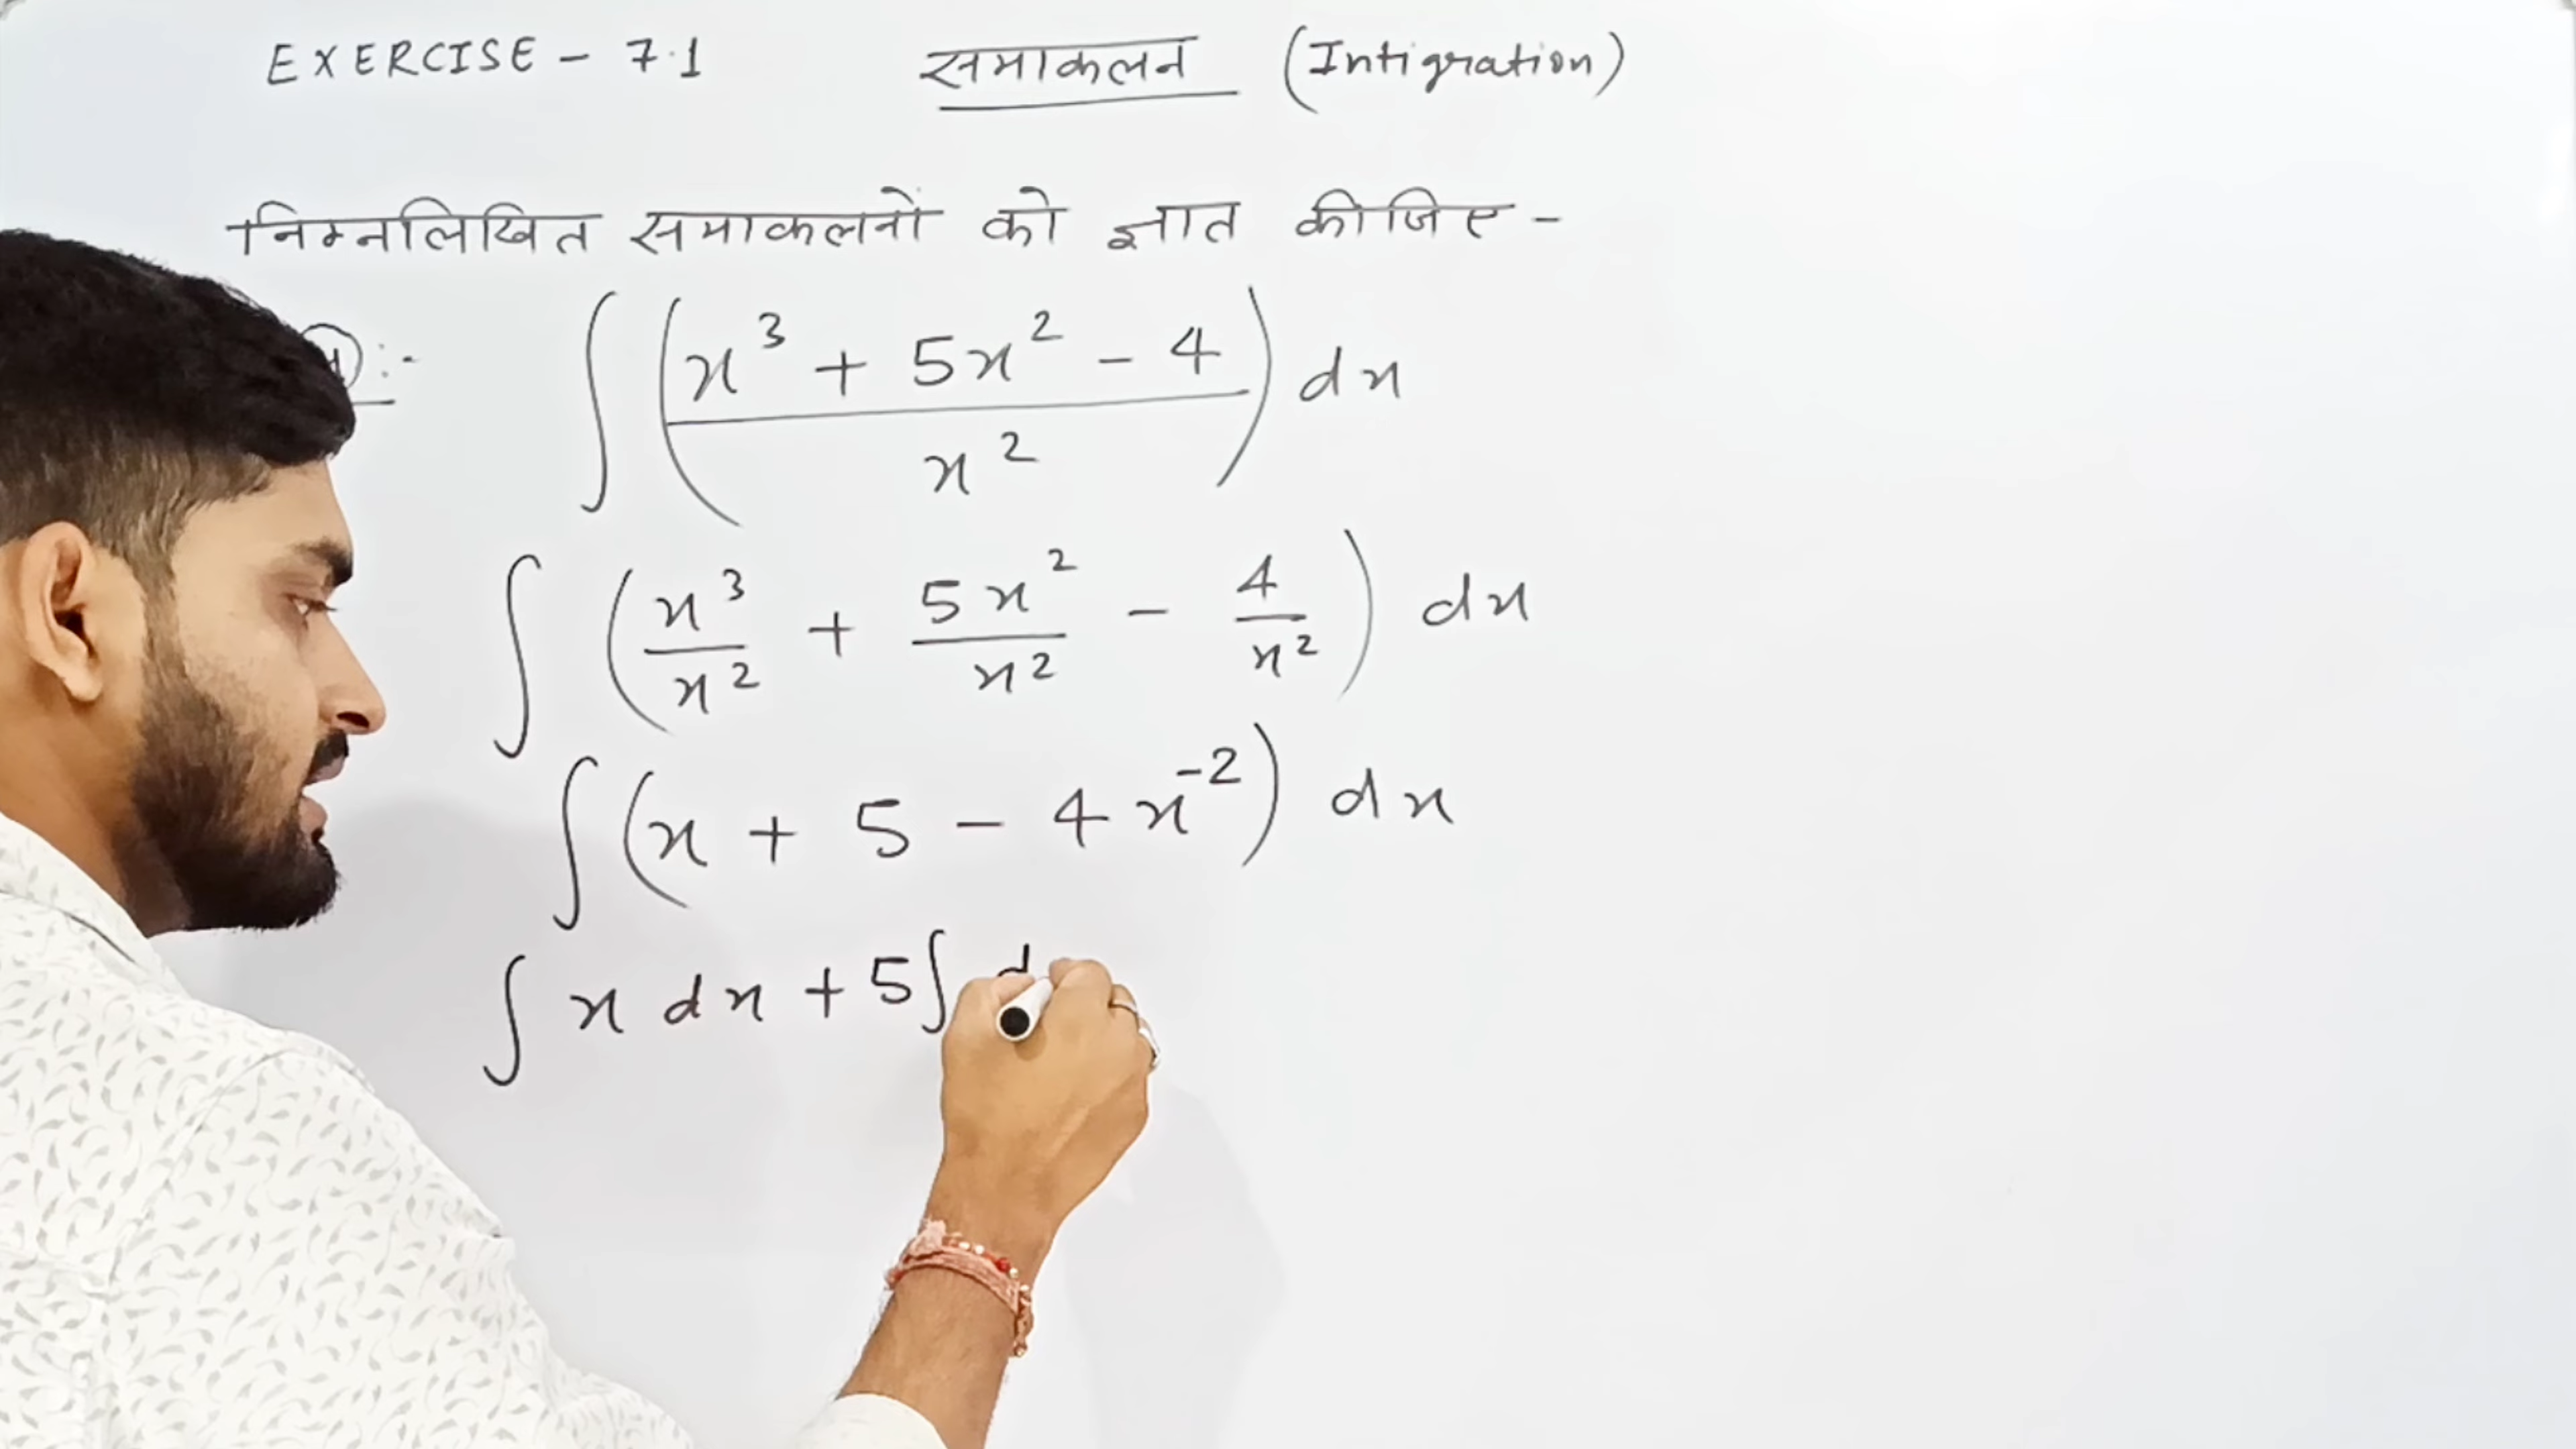 EXERCISE - 7.1 समाकलन (Intigration)
निम्नलिखित समाकलनों को ज्ञात कीजिए -
:- ∫ (x³ + 5x² - 4 / x²) dx
∫ (x³/x² + 5x²/x² - 4/x²) dx
∫ (x + 5 - 4x⁻²) dx
∫ x dx + 5∫ d